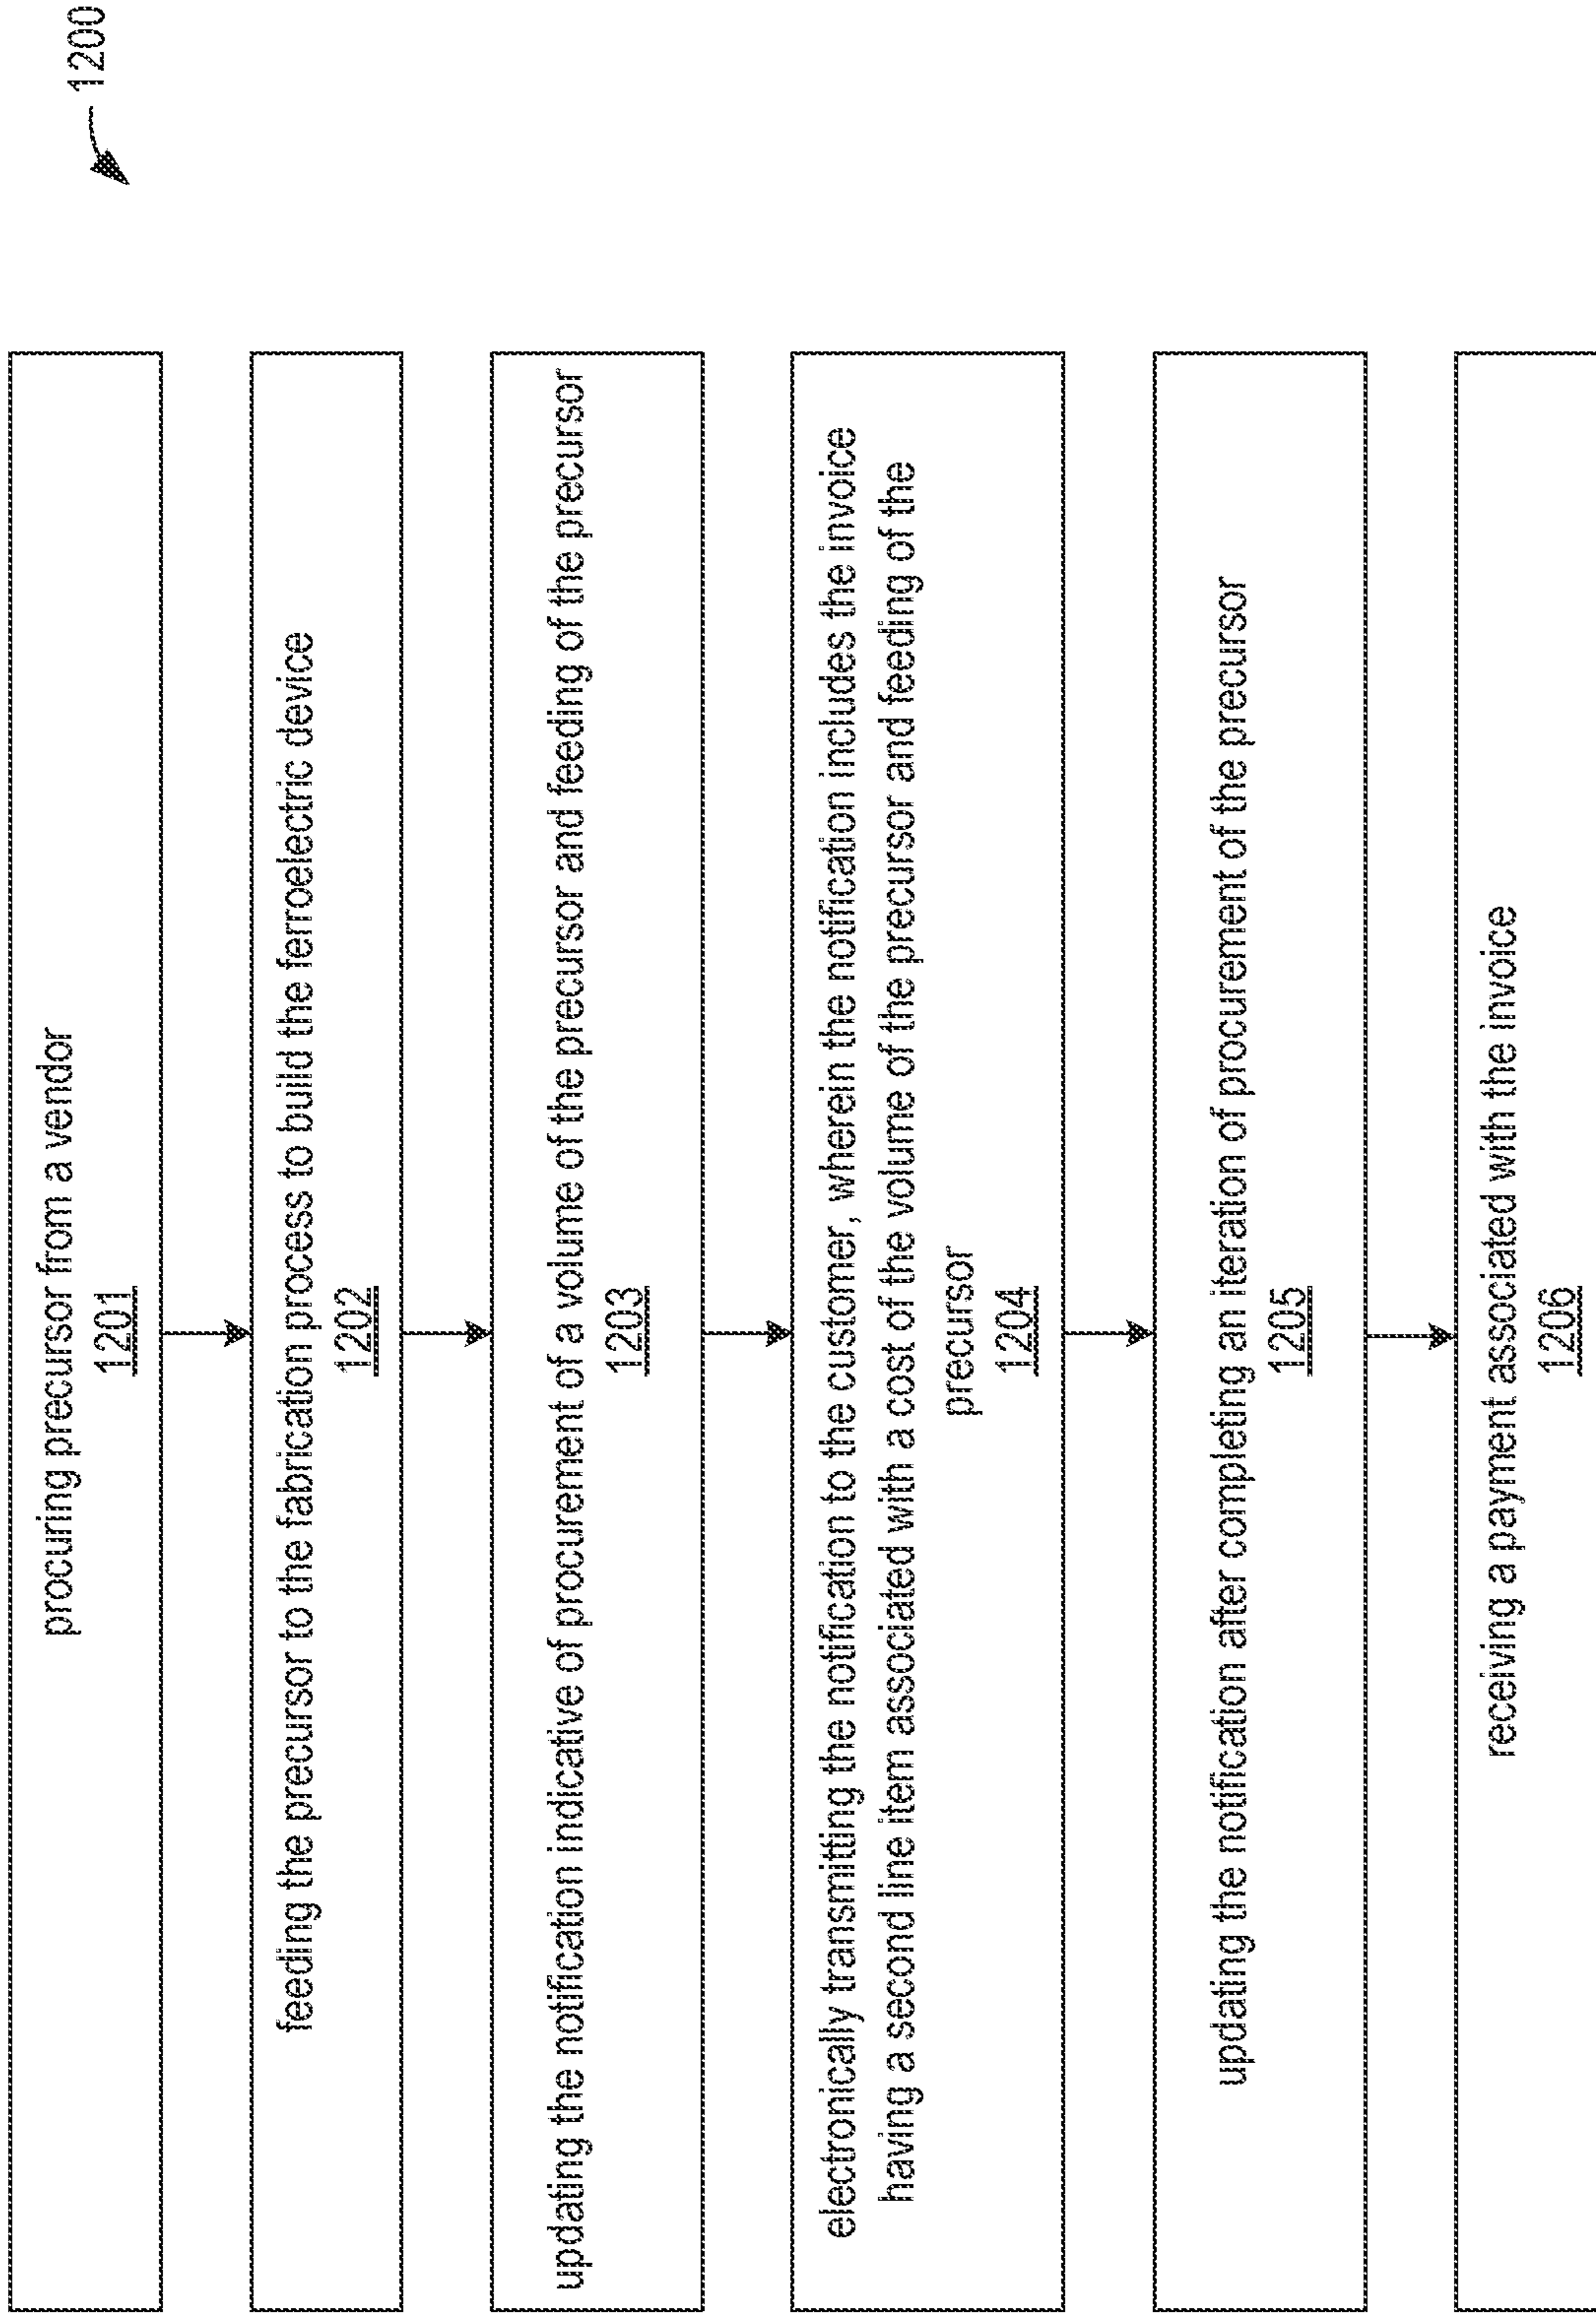 1200
procuring precursor from a vendor
1201
feeding the precursor to the fabrication process to build the ferroelectric device
1202
updating the notification indicative of procurement of a volume of the precursor and feeding of the precursor
1203
electronically transmitting the notification to the customer, wherein the notification includes the invoice
having a second line item associated with a cost of the volume of the precursor and feeding of the
precursor
1204
updating the notification after completing an iteration of procurement of the precursor
1205
receiving a payment associated with the invoice
1206